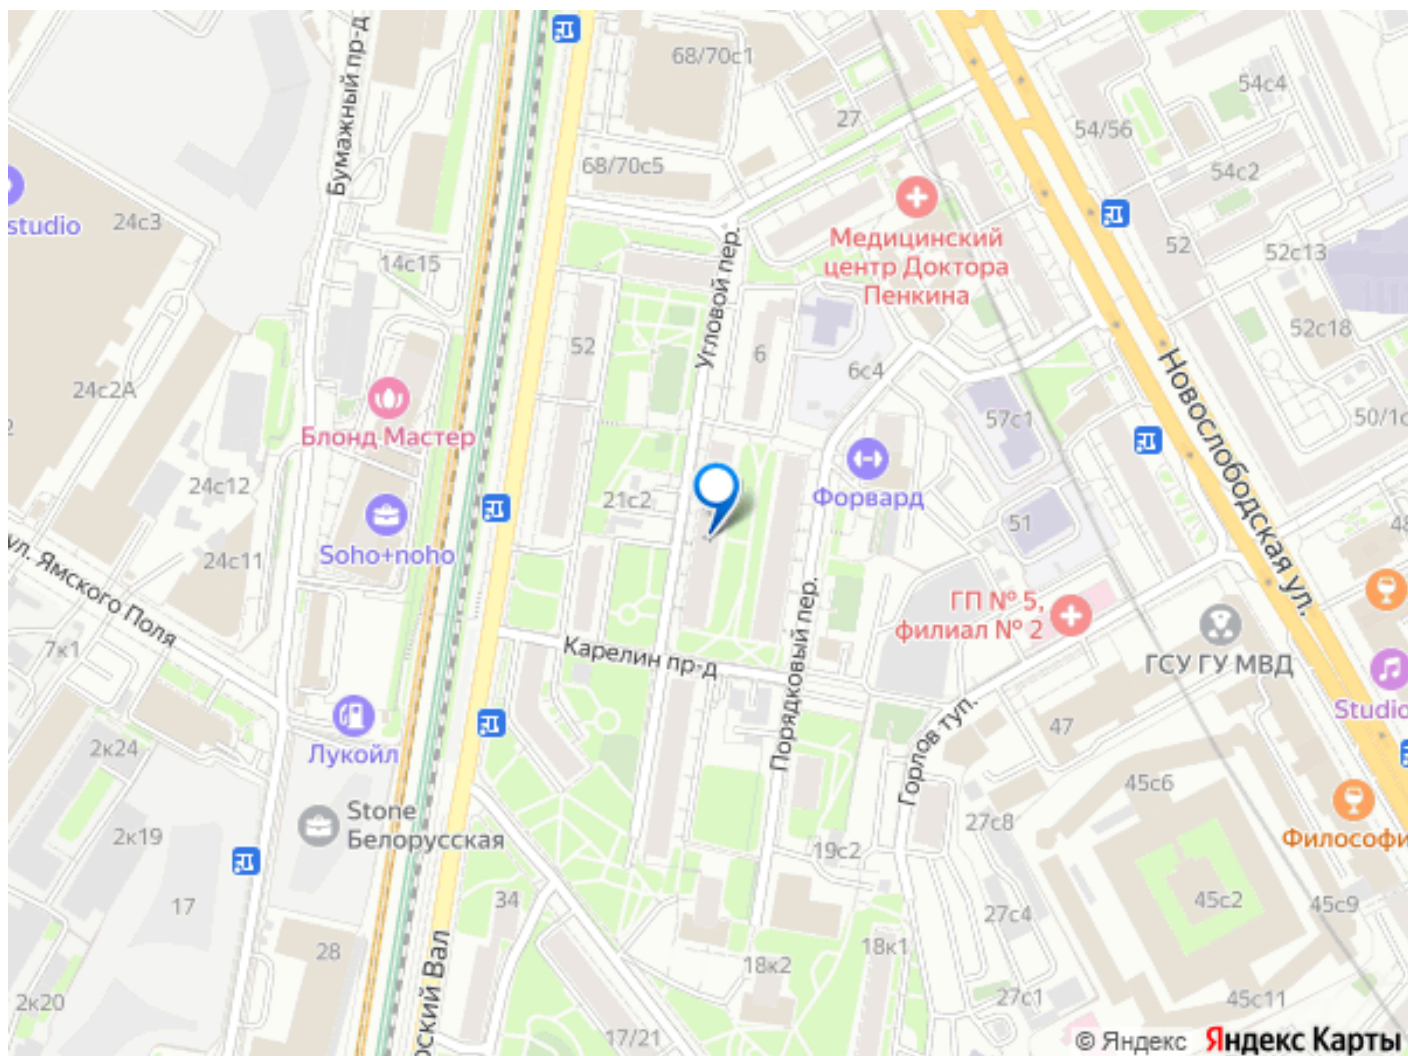 68/70с1
Бумажный пр-д
27
54с4
54/56
68/70с5
54с2
studio
24с3
14с15
Медицинский
центр Доктора
Пенкина
52
52с13
Угловой пер.
52
6
6с4
52с18
24с2А
Блонд Мастер
57с1
Новослободская ул.
50/1с
24с12
21с2
Форвард
Soho+noho
51
48
24с11
ул. Ямского Поля
7к1
Карелин пр-д
Порядковый пер.
ГП № 5,
филиал № 2
ГСУ ГУ МВД
Studio
Лукойл
2к24
Горлов туп.
47
45с6
Stone
Белорусская
2к19
27с8
19с2
Философи
17
34
27с4
45с2
45с9
28
ский Вал
18к2
18к1
2к20
27с1
45с11
17/21
© Яндекс Яндекс Карты